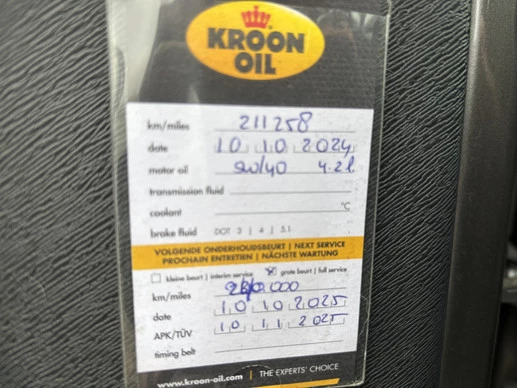 KROON
OIL
km/miles 211258
date 10 10 2024
motor oil 4.2 l
transmission fluid
coolant °C
brake fluid DOT 3 | 4 | 5.1
VOLGENDE ONDERHOUDSBEURT | NEXT SERVICE
PROCHAIN ENTRETIEN | NÄCHSTE WARTUNG
kleine beurt | interim service grote beurt | full service
km/miles
date 10 10 2025
APK/TÜV 10 11 2025
timing belt
www.kroon-oil.com | THE EXPERTS' CHOICE